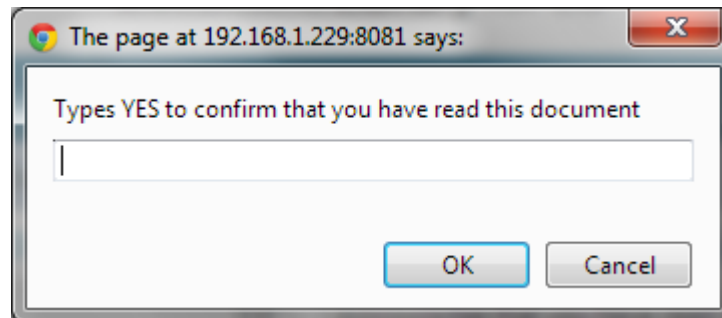 The page at 192.168.1.229:8081 says:
Types YES to confirm that you have read this document
OK Cancel